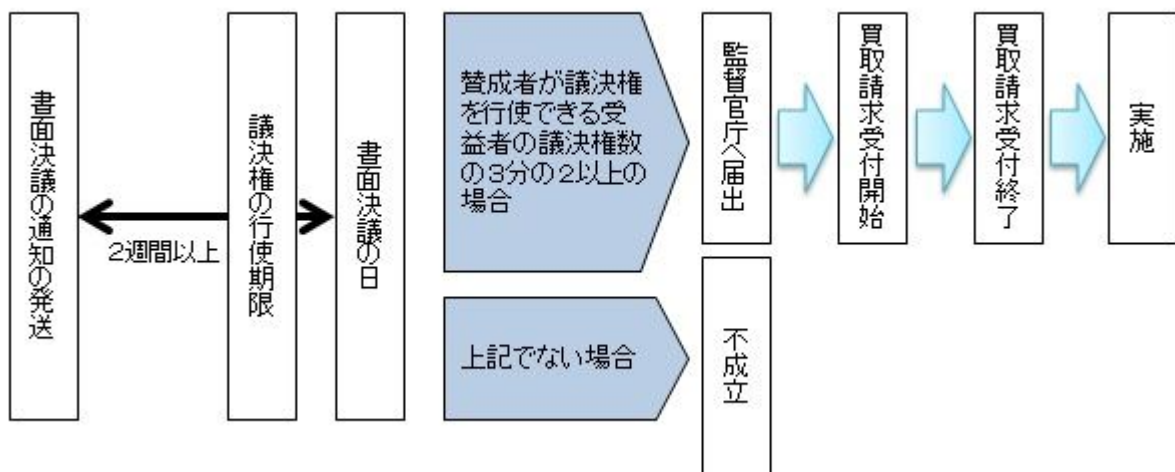 書面決議の通知の発送
2週間以上
議決権の行使期限
書面決議の日
賛成者が議決権
を行使できる受
益者の議決権数
の3分の2以上の
場合
上記でない場合
監督官庁へ届出
不成立
買取請求受付開始
買取請求受付終了
実施